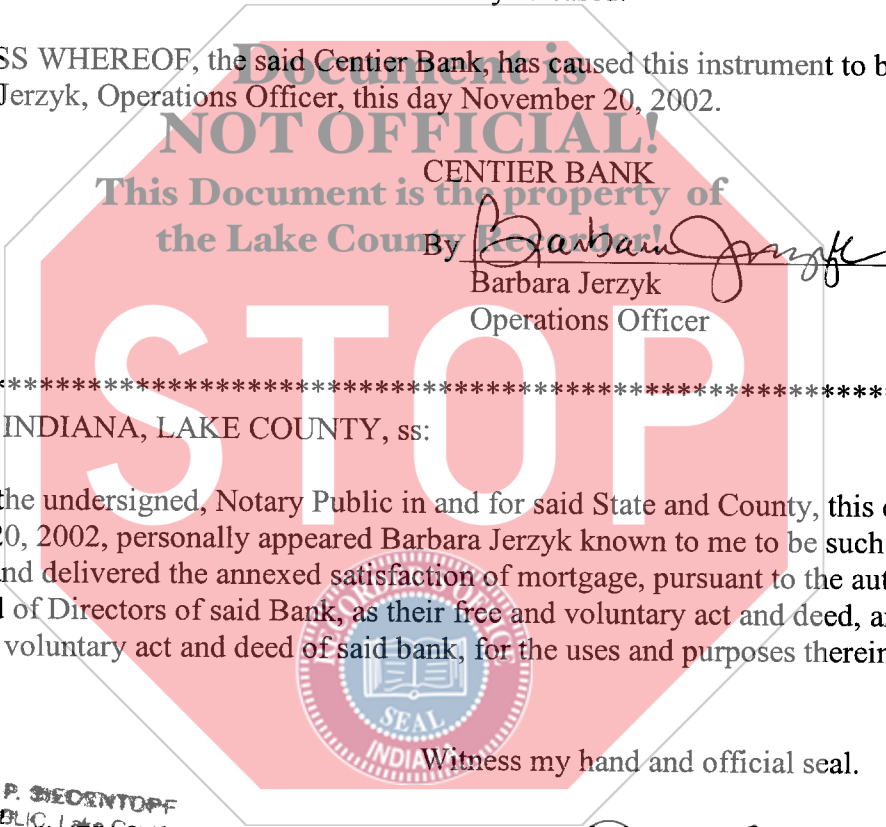 SS WHEREOF, the said Centier Bank, has caused this instrument to b
Jerzyk, Operations Officer, this day November 20, 2002.
Document is
NOT OFFICIAL!
This Document is the property of
the Lake County Recorder!
CENTIER BANK
By Barbara Jerzyk
Barbara Jerzyk
Operations Officer
STOP
INDIANA, LAKE COUNTY, ss:
the undersigned, Notary Public in and for said State and County, this
20, 2002, personally appeared Barbara Jerzyk known to me to be such
nd delivered the annexed satisfaction of mortgage, pursuant to the aut
of Directors of said Bank, as their free and voluntary act and deed, a
voluntary act and deed of said bank, for the uses and purposes therein
SEAL
INDIANA
Witness my hand and official seal.
P.